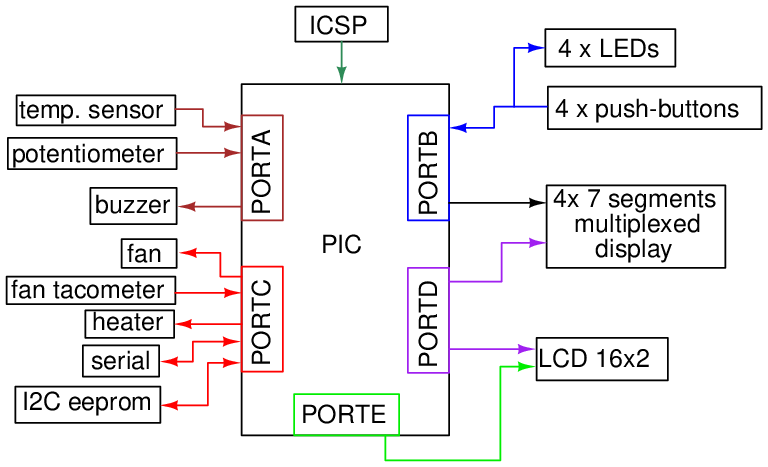 ICSP
4 x LEDs
temp. sensor
4 x push-buttons
potentiometer
PORTA
PORTB
buzzer
4x 7 segments
multiplexed
display
PIC
fan
fan tacometer
PORTC
PORTD
heater
serial
LCD 16x2
I2C eeprom
PORTE